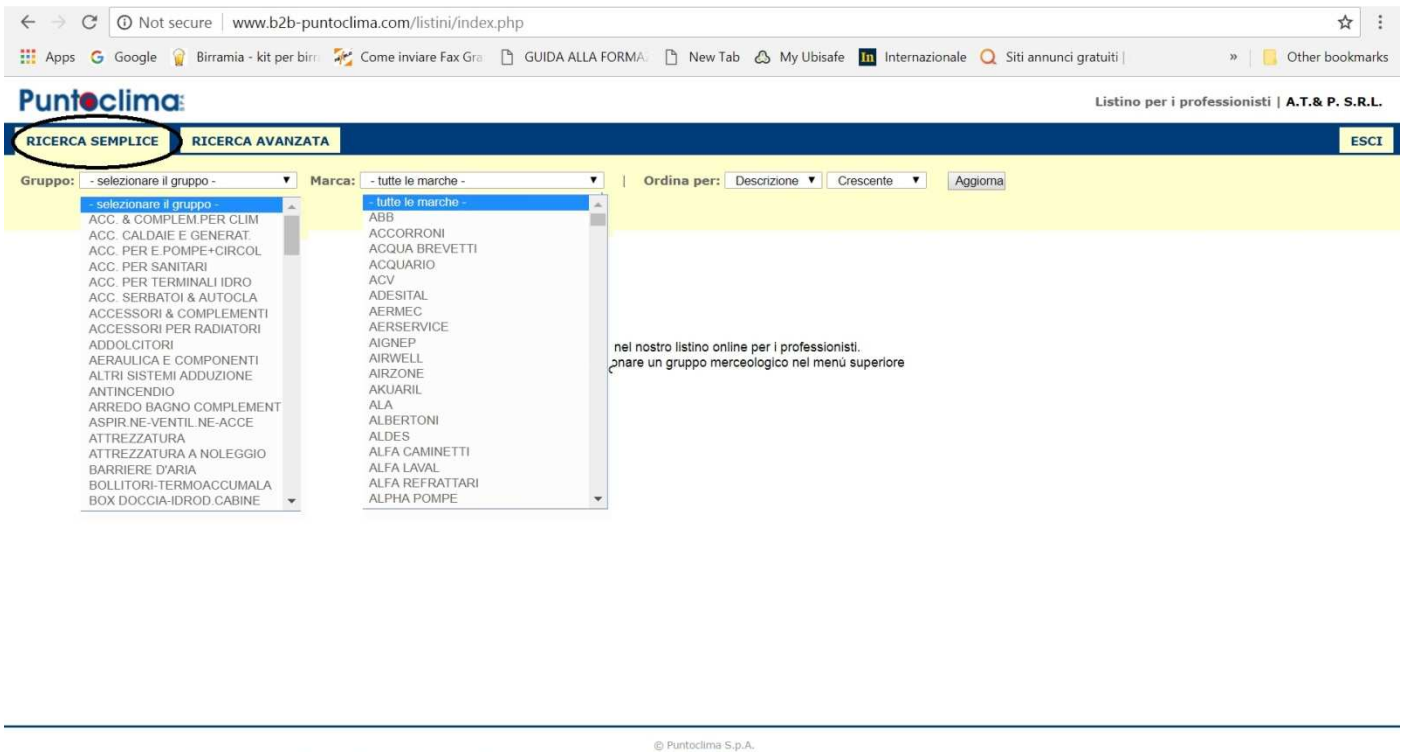 Not secure | www.b2b-puntoclima.com/listini/index.php
Apps Google Birramia - kit per birr Come inviare Fax Gra GUIDA ALLA FORMA New Tab My Ubisafe In Internazionale Siti annunci gratuiti | » Other bookmarks
Puntoclima
Listino per i professionisti | A.T.& P. S.R.L.
RICERCA SEMPLICE RICERCA AVANZATA ESCI
Gruppo: - selezionare il gruppo - Marca: - tutte le marche - | Ordina per: Descrizione Crescente Aggiorna
- selezionare il gruppo -
ACC. & COMPLEM.PER CLIM
ACC. CALDAIE E GENERAT.
ACC. PER E.POMPE+CIRCOL
ACC. PER SANITARI
ACC. PER TERMINALI IDRO
ACC. SERBATOI & AUTOCLA
ACCESSORI & COMPLEMENTI
ACCESSORI PER RADIATORI
ADDOLCITORI
AERAULICA E COMPONENTI
ALTRI SISTEMI ADDUZIONE
ANTINCENDIO
ARREDO BAGNO COMPLEMENT
ASPIR.NE-VENTIL.NE-ACCE
ATTREZZATURA
ATTREZZATURA A NOLEGGIO
BARRIERE D'ARIA
BOLLITORI-TERMOACCUMALA
BOX DOCCIA-IDROD.CABINE
- tutte le marche -
ABB
ACCORRONI
ACQUA BREVETTI
ACQUARIO
ACV
ADESITAL
AERMEC
AERSERVICE
AIGNEP
AIRWELL
AIRZONE
AKUARIL
ALA
ALBERTONI
ALDES
ALFA CAMINETTI
ALFA LAVAL
ALFA REFRATTARI
ALPHA POMPE
nel nostro listino online per i professionisti.
onare un gruppo merceologico nel menù superiore
© Puntoclima S.p.A.